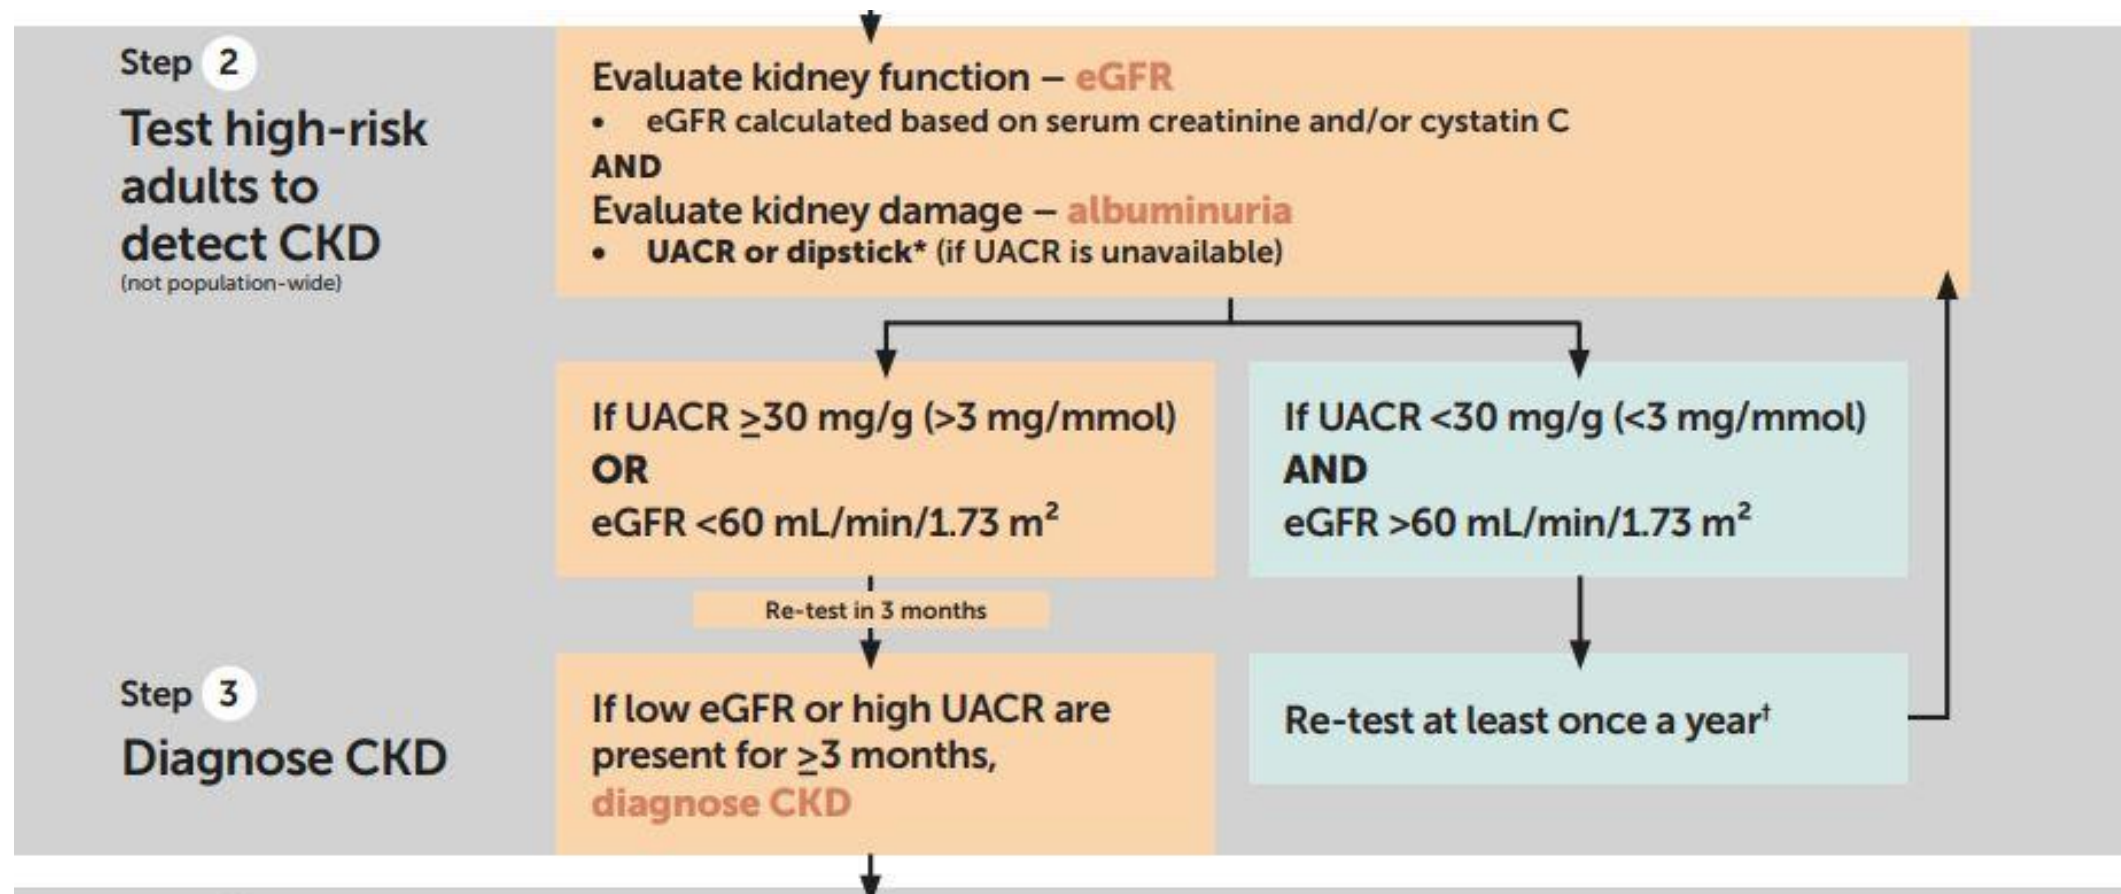 Step 2
Test high-risk
adults to
detect CKD
(not population-wide)
Evaluate kidney function – eGFR
• eGFR calculated based on serum creatinine and/or cystatin C
AND
Evaluate kidney damage – albuminuria
• UACR or dipstick* (if UACR is unavailable)
If UACR ≥30 mg/g (>3 mg/mmol)
OR
eGFR <60 mL/min/1.73 m²
If UACR <30 mg/g (<3 mg/mmol)
AND
eGFR >60 mL/min/1.73 m²
Re-test in 3 months
Step 3
Diagnose CKD
If low eGFR or high UACR are
present for ≥3 months,
diagnose CKD
Re-test at least once a year†